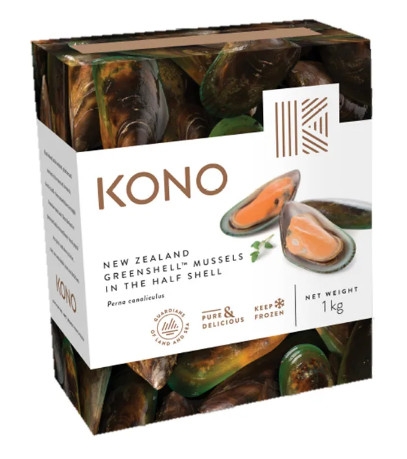 KONO
NEW ZEALAND
GREENSHELL™ MUSSELS
IN THE HALF SHELL
Perna canaliculus
GUARDIANS
OF LAND AND SEA
PURE &
DELICIOUS
KEEP
FROZEN
NET WEIGHT
1 kg
KONO